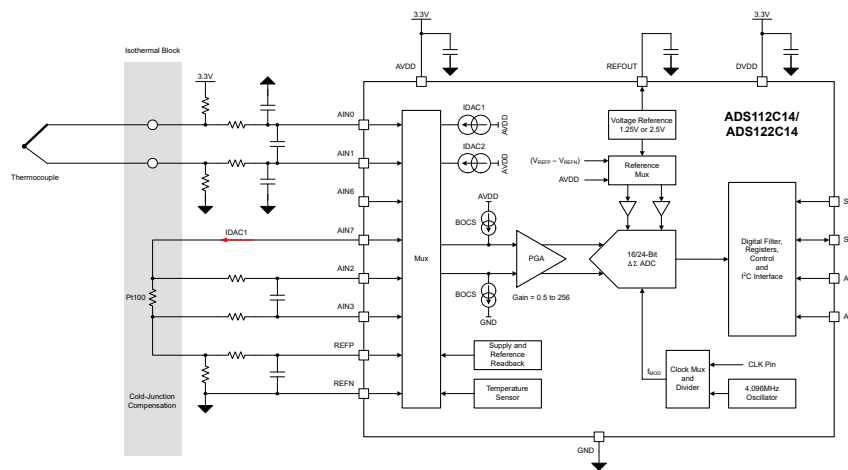 3.3V
3.3V
Isothermal Block
AVDD
REFOUT
DVDD
3.3V
AIN0
IDAC1
AVDD
Voltage Reference
1.25V or 2.5V
ADS112C14/
ADS122C14
AIN1
IDAC2
AVDD
(VREFP – VREFN)
AVDD
Reference
Mux
Thermocouple
AIN6
AVDD
BOCS
AIN7
IDAC1
Mux
PGA
16/24-Bit
ΔΣ ADC
Digital Filter,
Registers,
Control
and
I²C Interface
S
S
A
A
AIN2
Pt100
BOCS
GND
Gain = 0.5 to 256
AIN3
REFP
Supply and
Reference
Readback
fMOD
Clock Mux
and
Divider
CLK Pin
REFN
Temperature
Sensor
4.096MHz
Oscillator
Cold-Junction
Compensation
GND